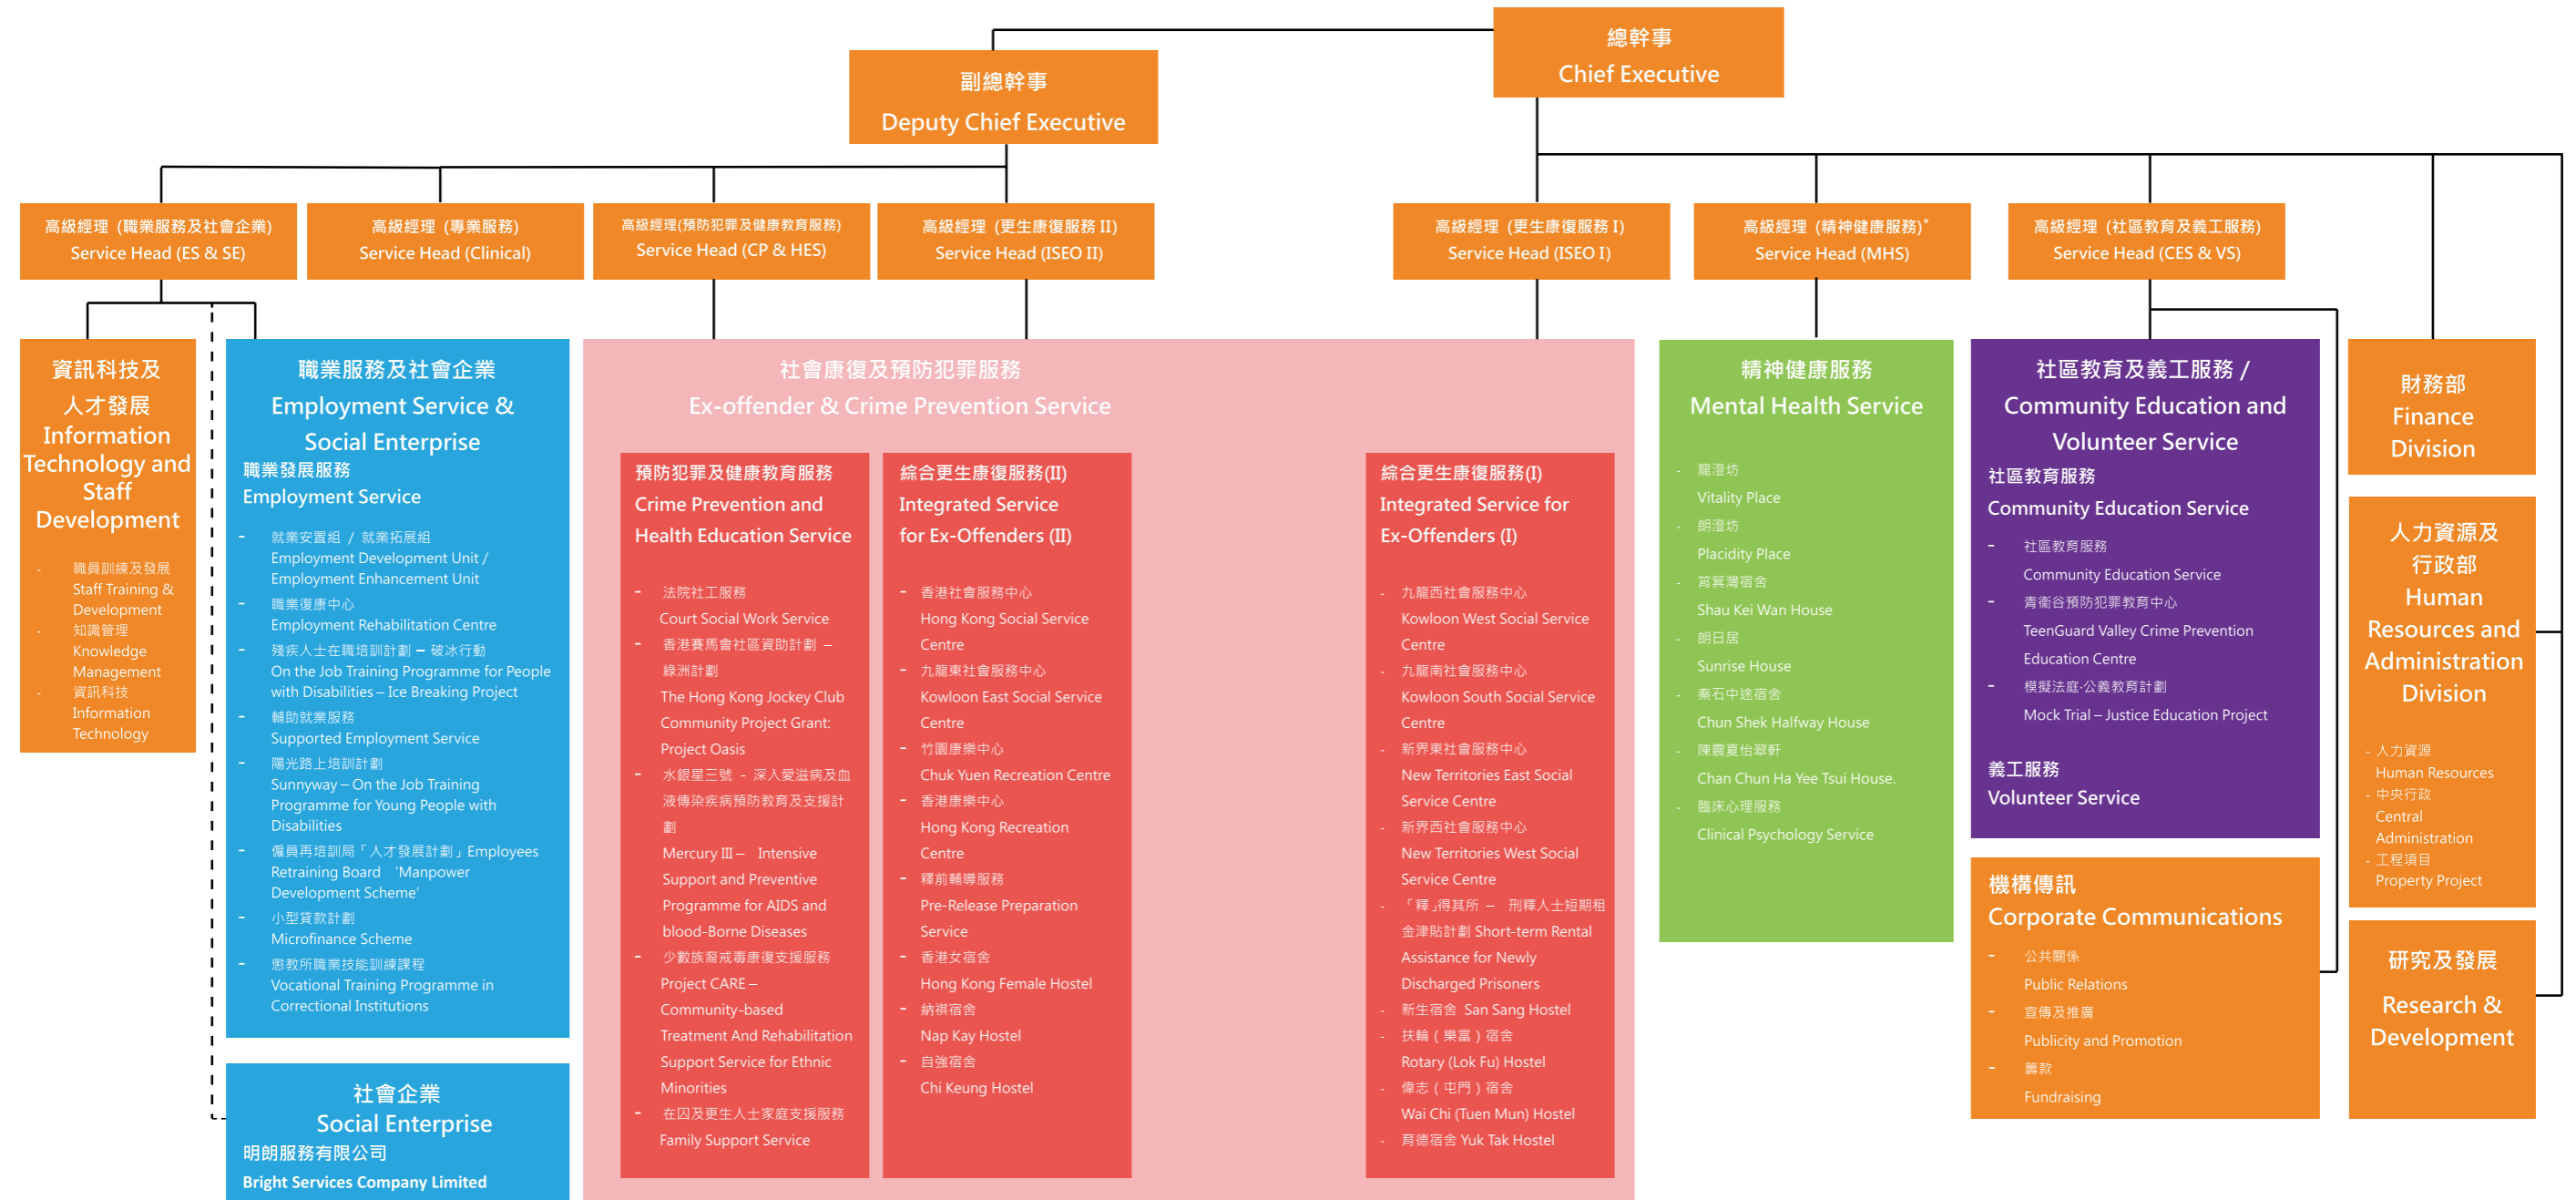 總幹事
Chief Executive
副總幹事
Deputy Chief Executive
高級經理 (職業服務及社會企業)
Service Head (ES & SE)
高級經理 (專業服務)
Service Head (Clinical)
高級經理(預防犯罪及健康教育服務)
Service Head (CP & HES)
高級經理 (更生康復服務 II)
Service Head (ISEO II)
高級經理 (更生康復服務 I)
Service Head (ISEO I)
高級經理 (精神健康服務)*
Service Head (MHS)
高級經理 (社區教育及義工服務)
Service Head (CES & VS)
資訊科技及
人才發展
Information
Technology and
Staff
Development
- 職員訓練及發展
Staff Training &
Development
- 知識管理
Knowledge
Management
- 資訊科技
Information
Technology
職業服務及社會企業
Employment Service &
Social Enterprise
職業發展服務
Employment Service
- 就業安置組 / 就業拓展組
Employment Development Unit /
Employment Enhancement Unit
- 職業復康中心
Employment Rehabilitation Centre
- 殘疾人士在職培訓計劃 – 破冰行動
On the Job Training Programme for People
with Disabilities – Ice Breaking Project
- 輔助就業服務
Supported Employment Service
- 陽光路上培訓計劃
Sunnyway – On the Job Training
Programme for Young People with
Disabilities
- 僱員再培訓局「人才發展計劃」Employees
Retraining Board 'Manpower
Development Scheme'
- 小型貸款計劃
Microfinance Scheme
- 懲教所職業技能訓練課程
Vocational Training Programme in
Correctional Institutions
社會企業
Social Enterprise
明朗服務有限公司
Bright Services Company Limited
社會康復及預防犯罪服務
Ex-offender & Crime Prevention Service
預防犯罪及健康教育服務
Crime Prevention and
Health Education Service
- 法院社工服務
Court Social Work Service
- 香港賽馬會社區資助計劃 –
綠洲計劃
The Hong Kong Jockey Club
Community Project Grant:
Project Oasis
- 水銀星三號 - 深入愛滋病及血
液傳染疾病預防教育及支援計
劃
Mercury III – Intensive
Support and Preventive
Programme for AIDS and
blood-Borne Diseases
- 少數族裔戒毒康復支援服務
Project CARE –
Community-based
Treatment And Rehabilitation
Support Service for Ethnic
Minorities
- 在囚及更生人士家庭支援服務
Family Support Service
綜合更生康復服務(II)
Integrated Service
for Ex-Offenders (II)
- 香港社會服務中心
Hong Kong Social Service
Centre
- 九龍東社會服務中心
Kowloon East Social Service
Centre
- 竹園康樂中心
Chuk Yuen Recreation Centre
- 香港康樂中心
Hong Kong Recreation
Centre
- 釋前輔導服務
Pre-Release Preparation
Service
- 香港女宿舍
Hong Kong Female Hostel
- 納祺宿舍
Nap Kay Hostel
- 自強宿舍
Chi Keung Hostel
綜合更生康復服務(I)
Integrated Service for
Ex-Offenders (I)
- 九龍西社會服務中心
Kowloon West Social Service
Centre
- 九龍南社會服務中心
Kowloon South Social Service
Centre
- 新界東社會服務中心
New Territories East Social
Service Centre
- 新界西社會服務中心
New Territories West Social
Service Centre
- 「釋」得其所 – 刑釋人士短期租
金津貼計劃 Short-term Rental
Assistance for Newly
Discharged Prisoners
- 新生宿舍 San Sang Hostel
- 扶輪（樂富）宿舍
Rotary (Lok Fu) Hostel
- 偉志（屯門）宿舍
Wai Chi (Tuen Mun) Hostel
- 育德宿舍 Yuk Tak Hostel
精神健康服務
Mental Health Service
- 龍澄坊
Vitality Place
- 朗澄坊
Placidity Place
- 筲箕灣宿舍
Shau Kei Wan House
- 朗日居
Sunrise House
- 秦石中途宿舍
Chun Shek Halfway House
- 陳震夏怡翠軒
Chan Chun Ha Yee Tsui House.
- 臨床心理服務
Clinical Psychology Service
社區教育及義工服務 /
Community Education and
Volunteer Service
社區教育服務
Community Education Service
- 社區教育服務
Community Education Service
- 青衞谷預防犯罪教育中心
TeenGuard Valley Crime Prevention
Education Centre
- 模擬法庭·公義教育計劃
Mock Trial – Justice Education Project
義工服務
Volunteer Service
機構傳訊
Corporate Communications
- 公共關係
Public Relations
- 宣傳及推廣
Publicity and Promotion
- 籌款
Fundraising
財務部
Finance
Division
人力資源及
行政部
Human
Resources and
Administration
Division
- 人力資源
Human Resources
- 中央行政
Central
Administration
- 工程項目
Property Project
研究及發展
Research &
Development